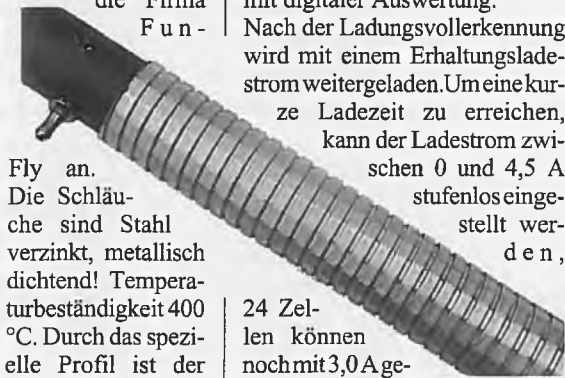 die Firma
Fun-
Fly an.
Die Schläu-
che sind Stahl
verzinkt, metallisch
dichtend! Tempera-
turbeständigkeit 400
°C. Durch das spezi-
elle Profil ist der
mit digitaler Auswertung.
Nach der Ladungsvollerkennung
wird mit einem Erhaltungslade-
strom weitergeladen. Um eine kur-
ze Ladezeit zu erreichen,
kann der Ladestrom zwi-
schen 0 und 4,5 A
stufenlos einge-
stellt wer-
den,
24 Zel-
len können
noch mit 3,0 A ge-